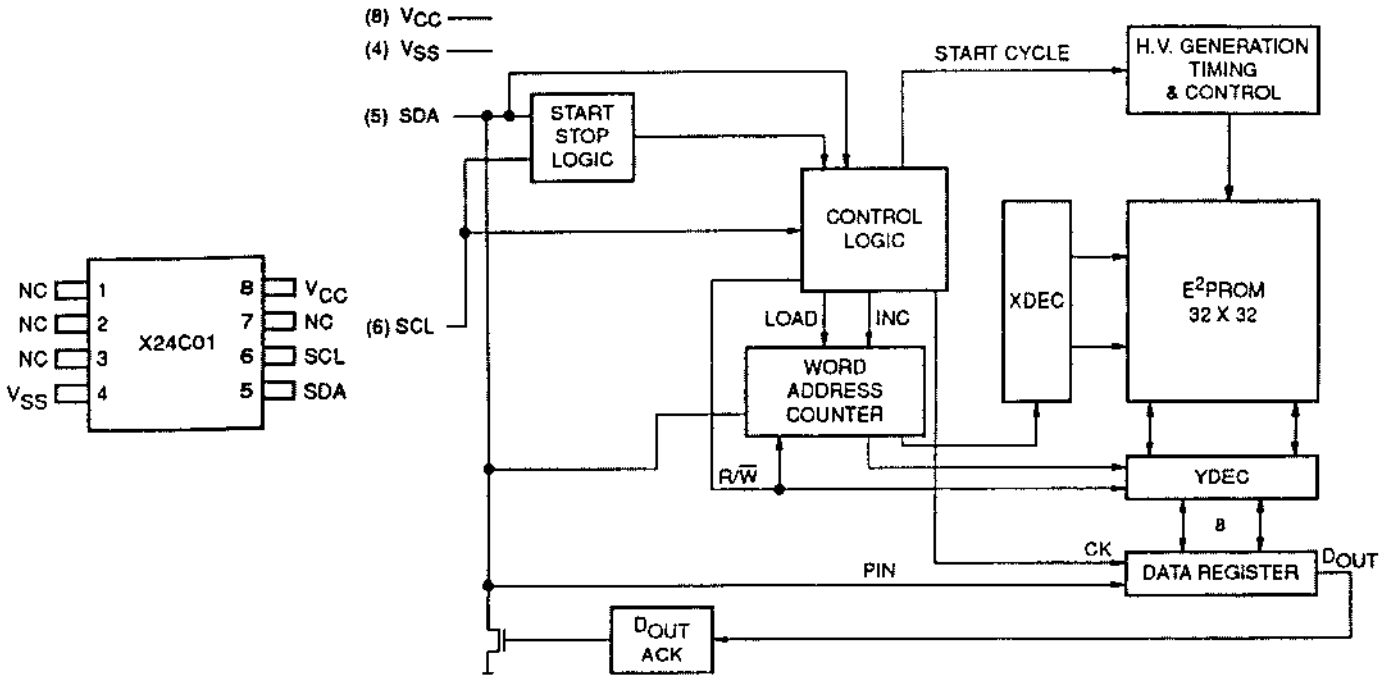 NC 1
NC 2
NC 3
VSS 4
X24C01
8 VCC
7 NC
6 SCL
5 SDA
(8) VCC
(4) VSS
(5) SDA
(6) SCL
START
STOP
LOGIC
START CYCLE
H.V. GENERATION
TIMING
& CONTROL
CONTROL
LOGIC
LOAD
INC
WORD
ADDRESS
COUNTER
R/W̅
XDEC
E²PROM
32 X 32
YDEC
8
CK
PIN
DATA REGISTER
DOUT
DOUT
ACK